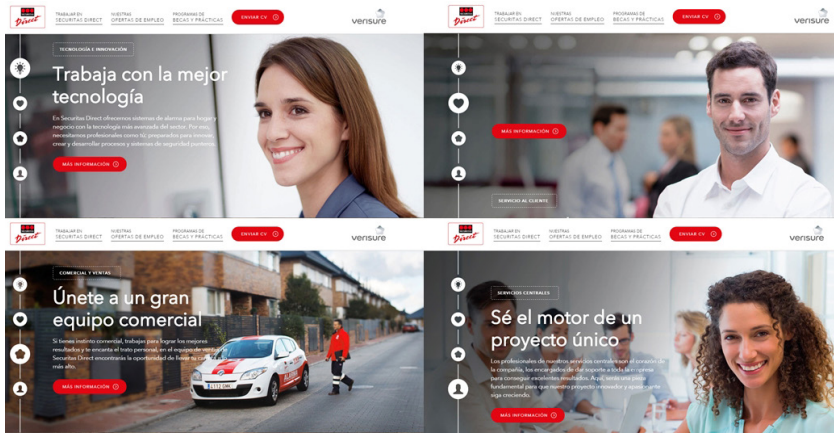 Direct
TRABAJAR EN
SECURITAS DIRECT
NUESTRAS
OFERTAS DE EMPLEO
PROGRAMAS DE
BECAS Y PRÁCTICAS
ENVIAR CV
verisure
TECNOLOGÍA E INNOVACIÓN
Trabaja con la mejor
tecnología
En Securitas Direct ofrecemos sistemas de alarma para hogar y
negocio con la tecnología más avanzada del sector. Por eso,
necesitamos profesionales como tú, preparados para innovar,
crear y desarrollar procesos y sistemas de seguridad punteros.
MÁS INFORMACIÓN
Direct
TRABAJAR EN
SECURITAS DIRECT
NUESTRAS
OFERTAS DE EMPLEO
PROGRAMAS DE
BECAS Y PRÁCTICAS
ENVIAR CV
verisure
MÁS INFORMACIÓN
SERVICIO AL CLIENTE
Direct
TRABAJAR EN
SECURITAS DIRECT
NUESTRAS
OFERTAS DE EMPLEO
PROGRAMAS DE
BECAS Y PRÁCTICAS
ENVIAR CV
verisure
COMERCIAL Y VENTAS
Únete a un gran
equipo comercial
Si tienes instinto comercial, trabajas para lograr los mejores
resultados y te encanta el trato personal, en el equipo de ventas de
Securitas Direct encontrarás la oportunidad de llevar tu carrera a lo
más alto.
MÁS INFORMACIÓN
Direct
TRABAJAR EN
SECURITAS DIRECT
NUESTRAS
OFERTAS DE EMPLEO
PROGRAMAS DE
BECAS Y PRÁCTICAS
ENVIAR CV
verisure
SERVICIOS CENTRALES
Sé el motor de un
proyecto único
Los profesionales de nuestros servicios centrales son el corazón de
la compañía, los encargados de dar soporte a toda la empresa
para conseguir excelentes resultados. Aquí, serás una pieza
fundamental para que nuestro proyecto innovador y apasionante
siga creciendo.
MÁS INFORMACIÓN